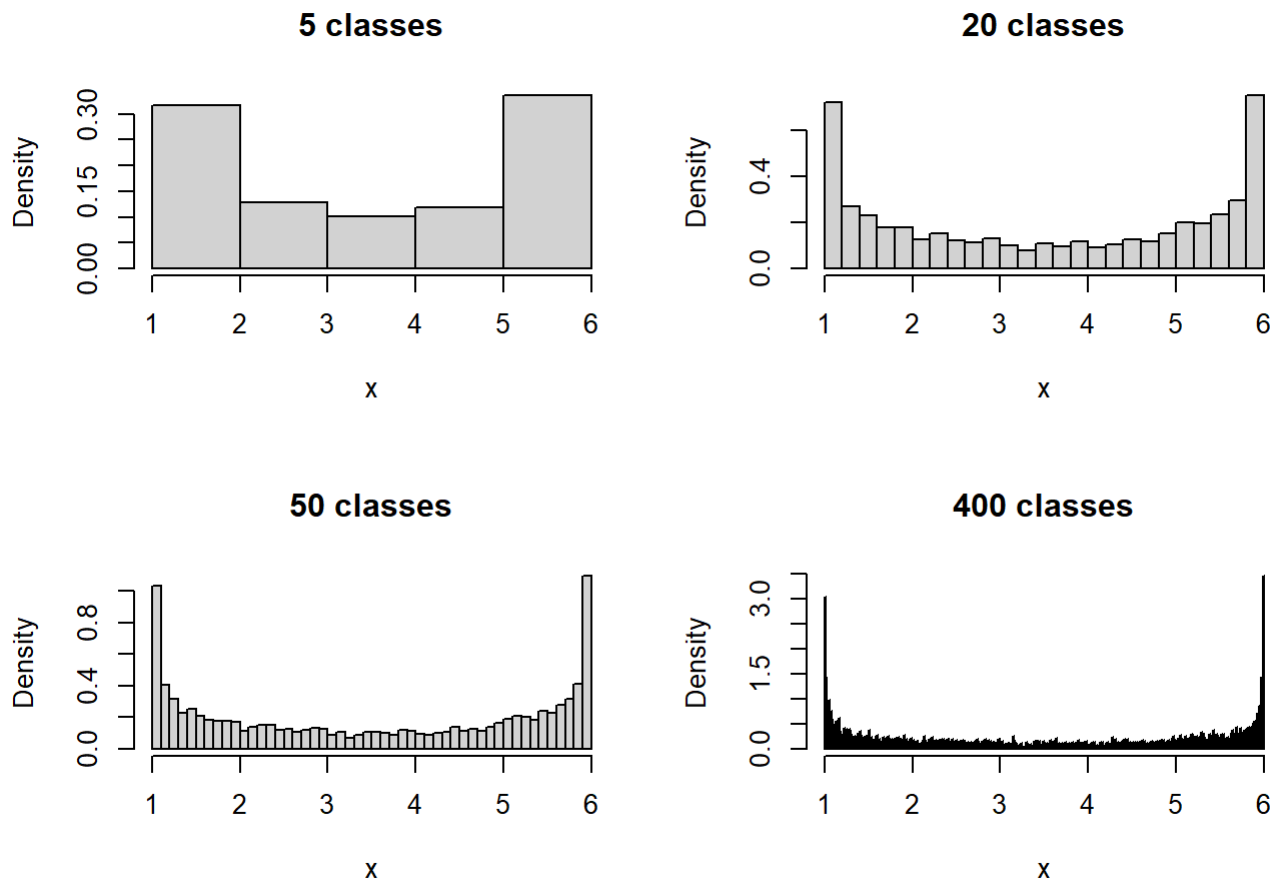 5 classes
Density
0.00 0.15 0.30
1 2 3 4 5 6
x
20 classes
Density
0.0 0.4
1 2 3 4 5 6
x
50 classes
Density
0.0 0.4 0.8
1 2 3 4 5 6
x
400 classes
Density
0.0 1.5 3.0
1 2 3 4 5 6
x